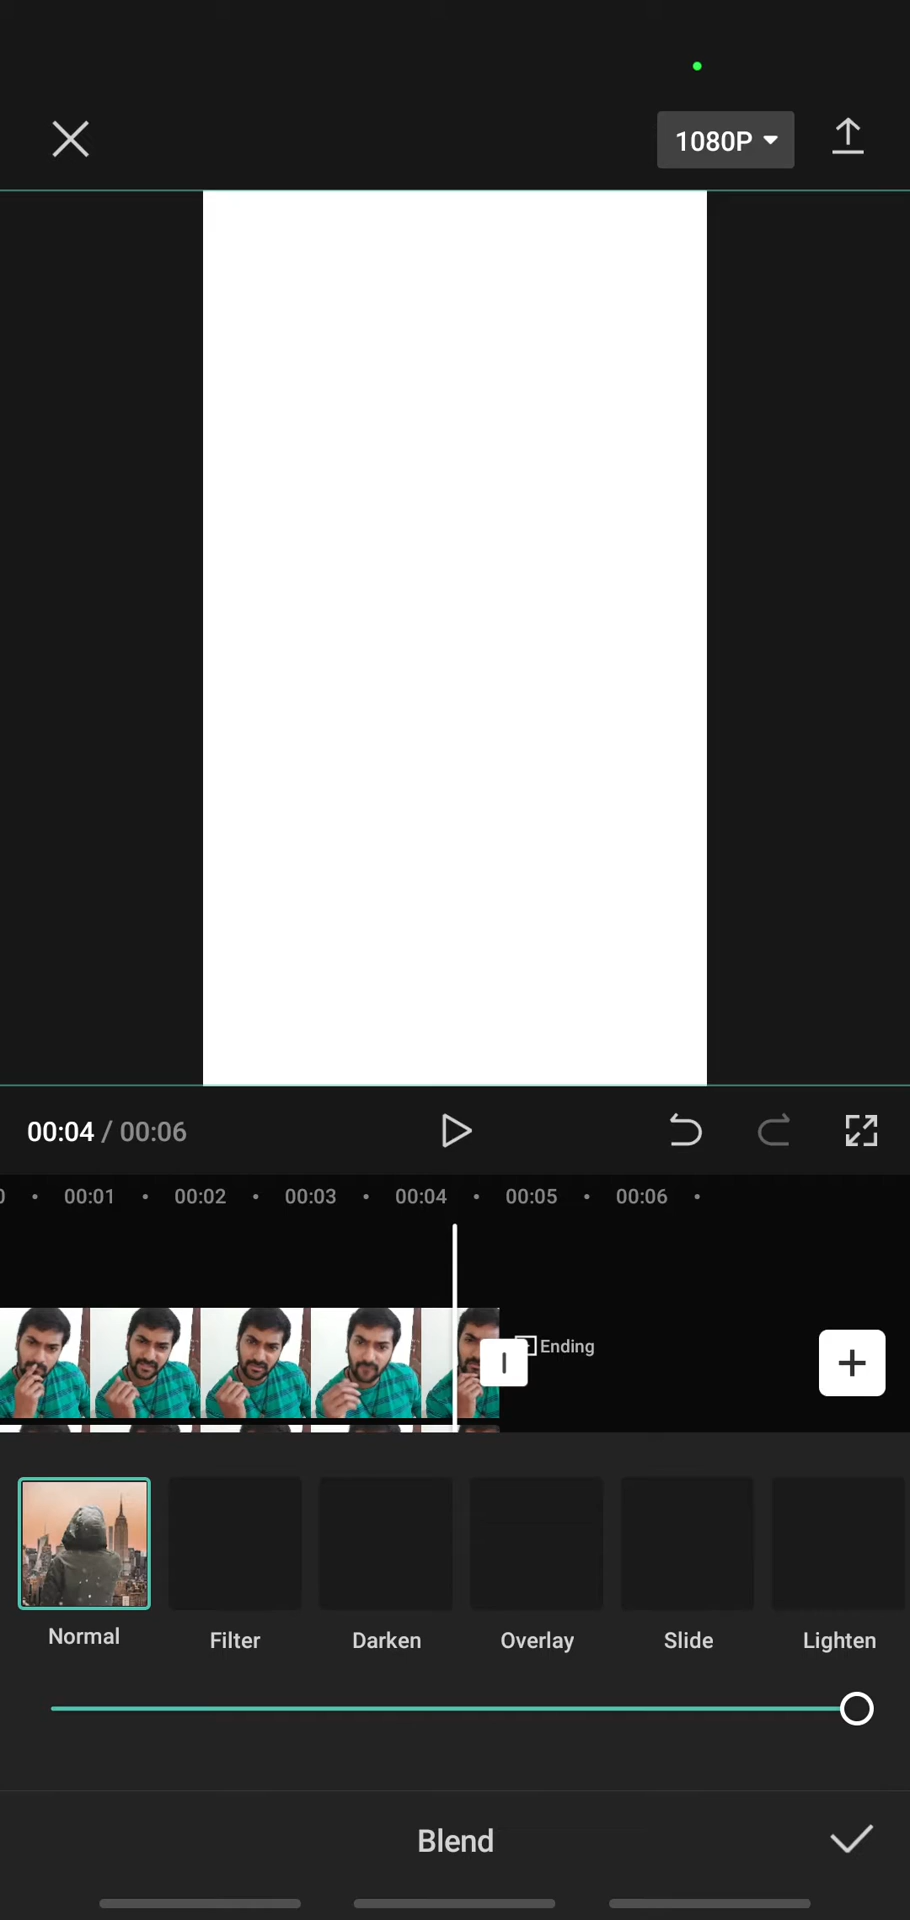 1080P
00:04 / 00:06
0 00:01 00:02 00:03 00:04 00:05 00:06
Ending
Normal Filter Darken Overlay Slide Lighten
Blend